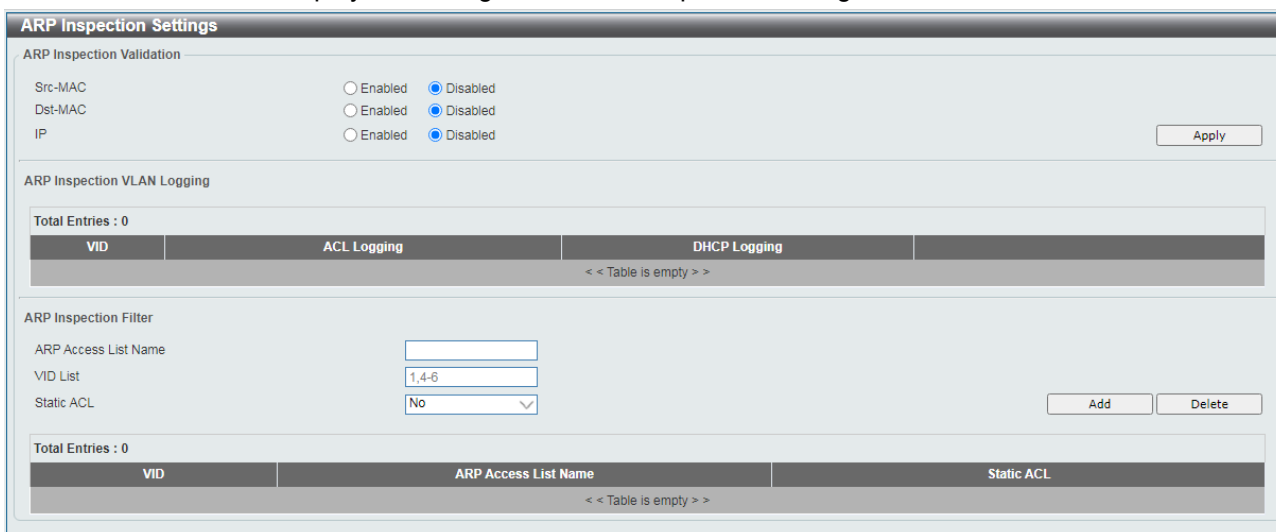 ARP Inspection Settings
ARP Inspection Validation
Src-MAC Enabled Disabled
Dst-MAC Enabled Disabled
IP Enabled Disabled Apply
ARP Inspection VLAN Logging
Total Entries : 0
VID ACL Logging DHCP Logging
< < Table is empty > >
ARP Inspection Filter
ARP Access List Name
VID List 1,4-6
Static ACL No Add Delete
Total Entries : 0
VID ARP Access List Name Static ACL
< < Table is empty > >